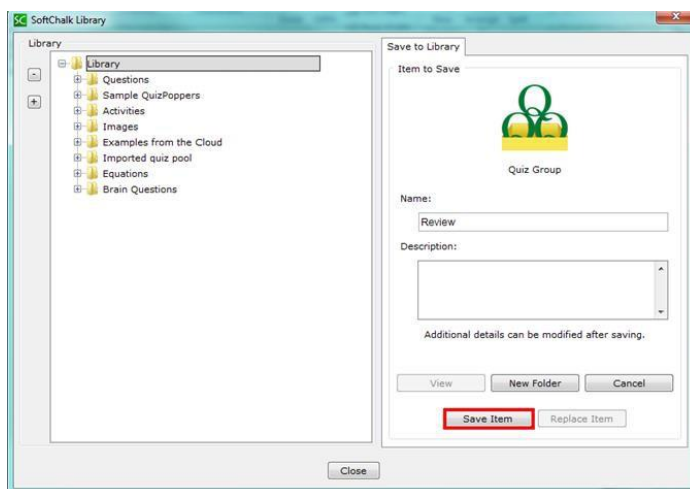 SC SoftChalk Library
Library
-
+
Library
Questions
Sample QuizPoppers
Activities
Images
Examples from the Cloud
Imported quiz pool
Equations
Brain Questions
Save to Library
Item to Save
Quiz Group
Name:
Review
Description:
Additional details can be modified after saving.
View New Folder Cancel
Save Item Replace Item
Close